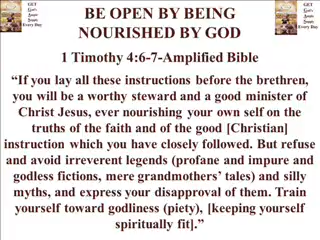 BE OPEN BY BEING
NOURISHED BY GOD
1 Timothy 4:6-7-Amplified Bible
“If you lay all these instructions before the brethren,
you will be a worthy steward and a good minister of
Christ Jesus, ever nourishing your own self on the
truths of the faith and of the good [Christian]
instruction which you have closely followed. But refuse
and avoid irreverent legends (profane and impure and
godless fictions, mere grandmothers’ tales) and silly
myths, and express your disapproval of them. Train
yourself toward godliness (piety), [keeping yourself
spiritually fit].”